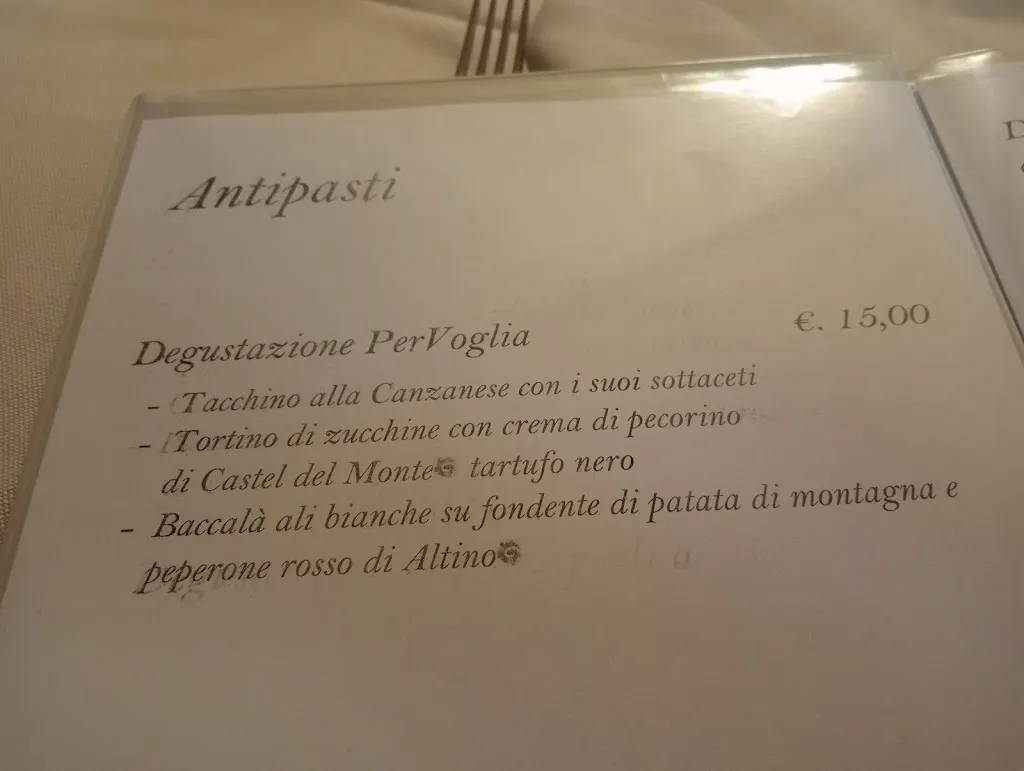 Antipasti
Degustazione PerVoglia €. 15,00
- Tacchino alla Canzanese con i suoi sottaceti
- Tortino di zucchine con crema di pecorino
di Castel del Monte tartufo nero
- Baccalà ali bianche su fondente di patata di montagna e
peperone rosso di Altino